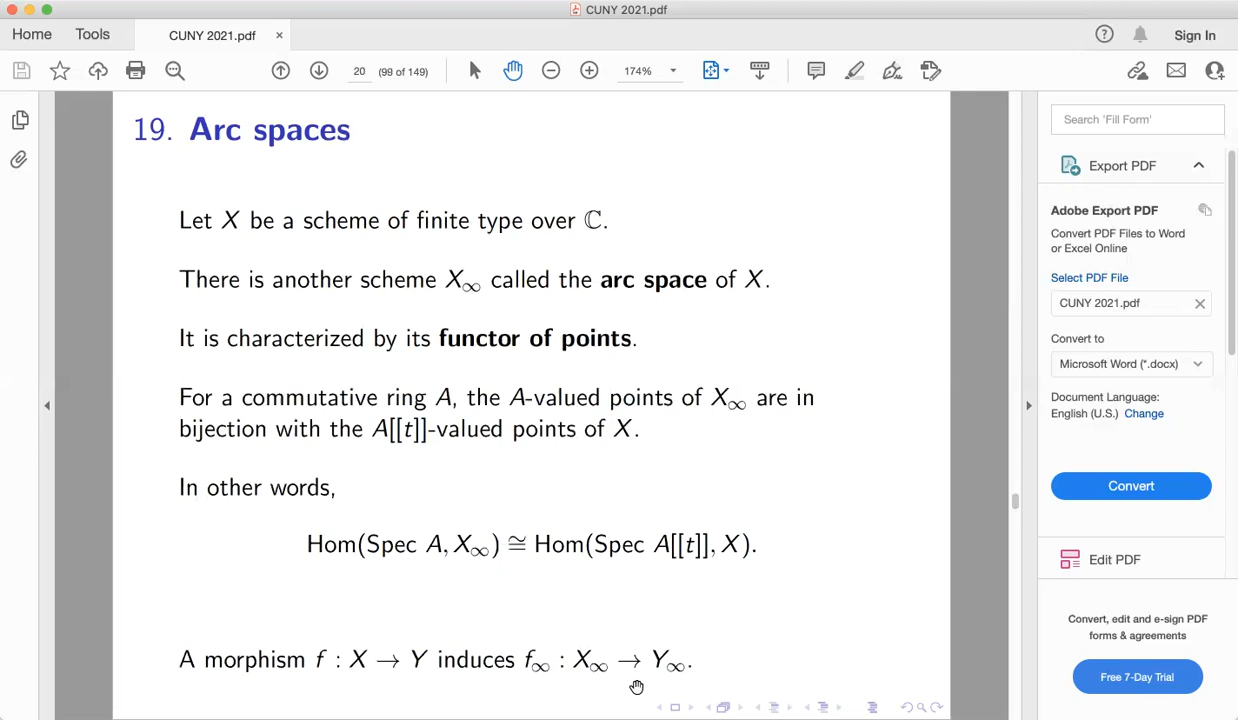 CUNY 2021.pdf
Home Tools CUNY 2021.pdf × Sign In
20 (99 of 149) 174%
19. Arc spaces
Let X be a scheme of finite type over ℂ.
There is another scheme X∞ called the arc space of X.
It is characterized by its functor of points.
For a commutative ring A, the A-valued points of X∞ are in
bijection with the A[[t]]-valued points of X.
In other words,
Hom(Spec A, X∞) ≅ Hom(Spec A[[t]], X).
A morphism f : X → Y induces f∞ : X∞ → Y∞.
Search 'Fill Form'
Export PDF
Adobe Export PDF
Convert PDF Files to Word
or Excel Online
Select PDF File
CUNY 2021.pdf
Convert to
Microsoft Word (*.docx)
Document Language:
English (U.S.) Change
Convert
Edit PDF
Convert, edit and e-sign PDF
forms & agreements
Free 7-Day Trial